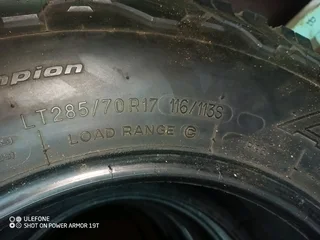 mpion
LT285/70R17 116/113S
LOAD RANGE C
ULEFONE
SHOT ON POWER ARMOR 19T